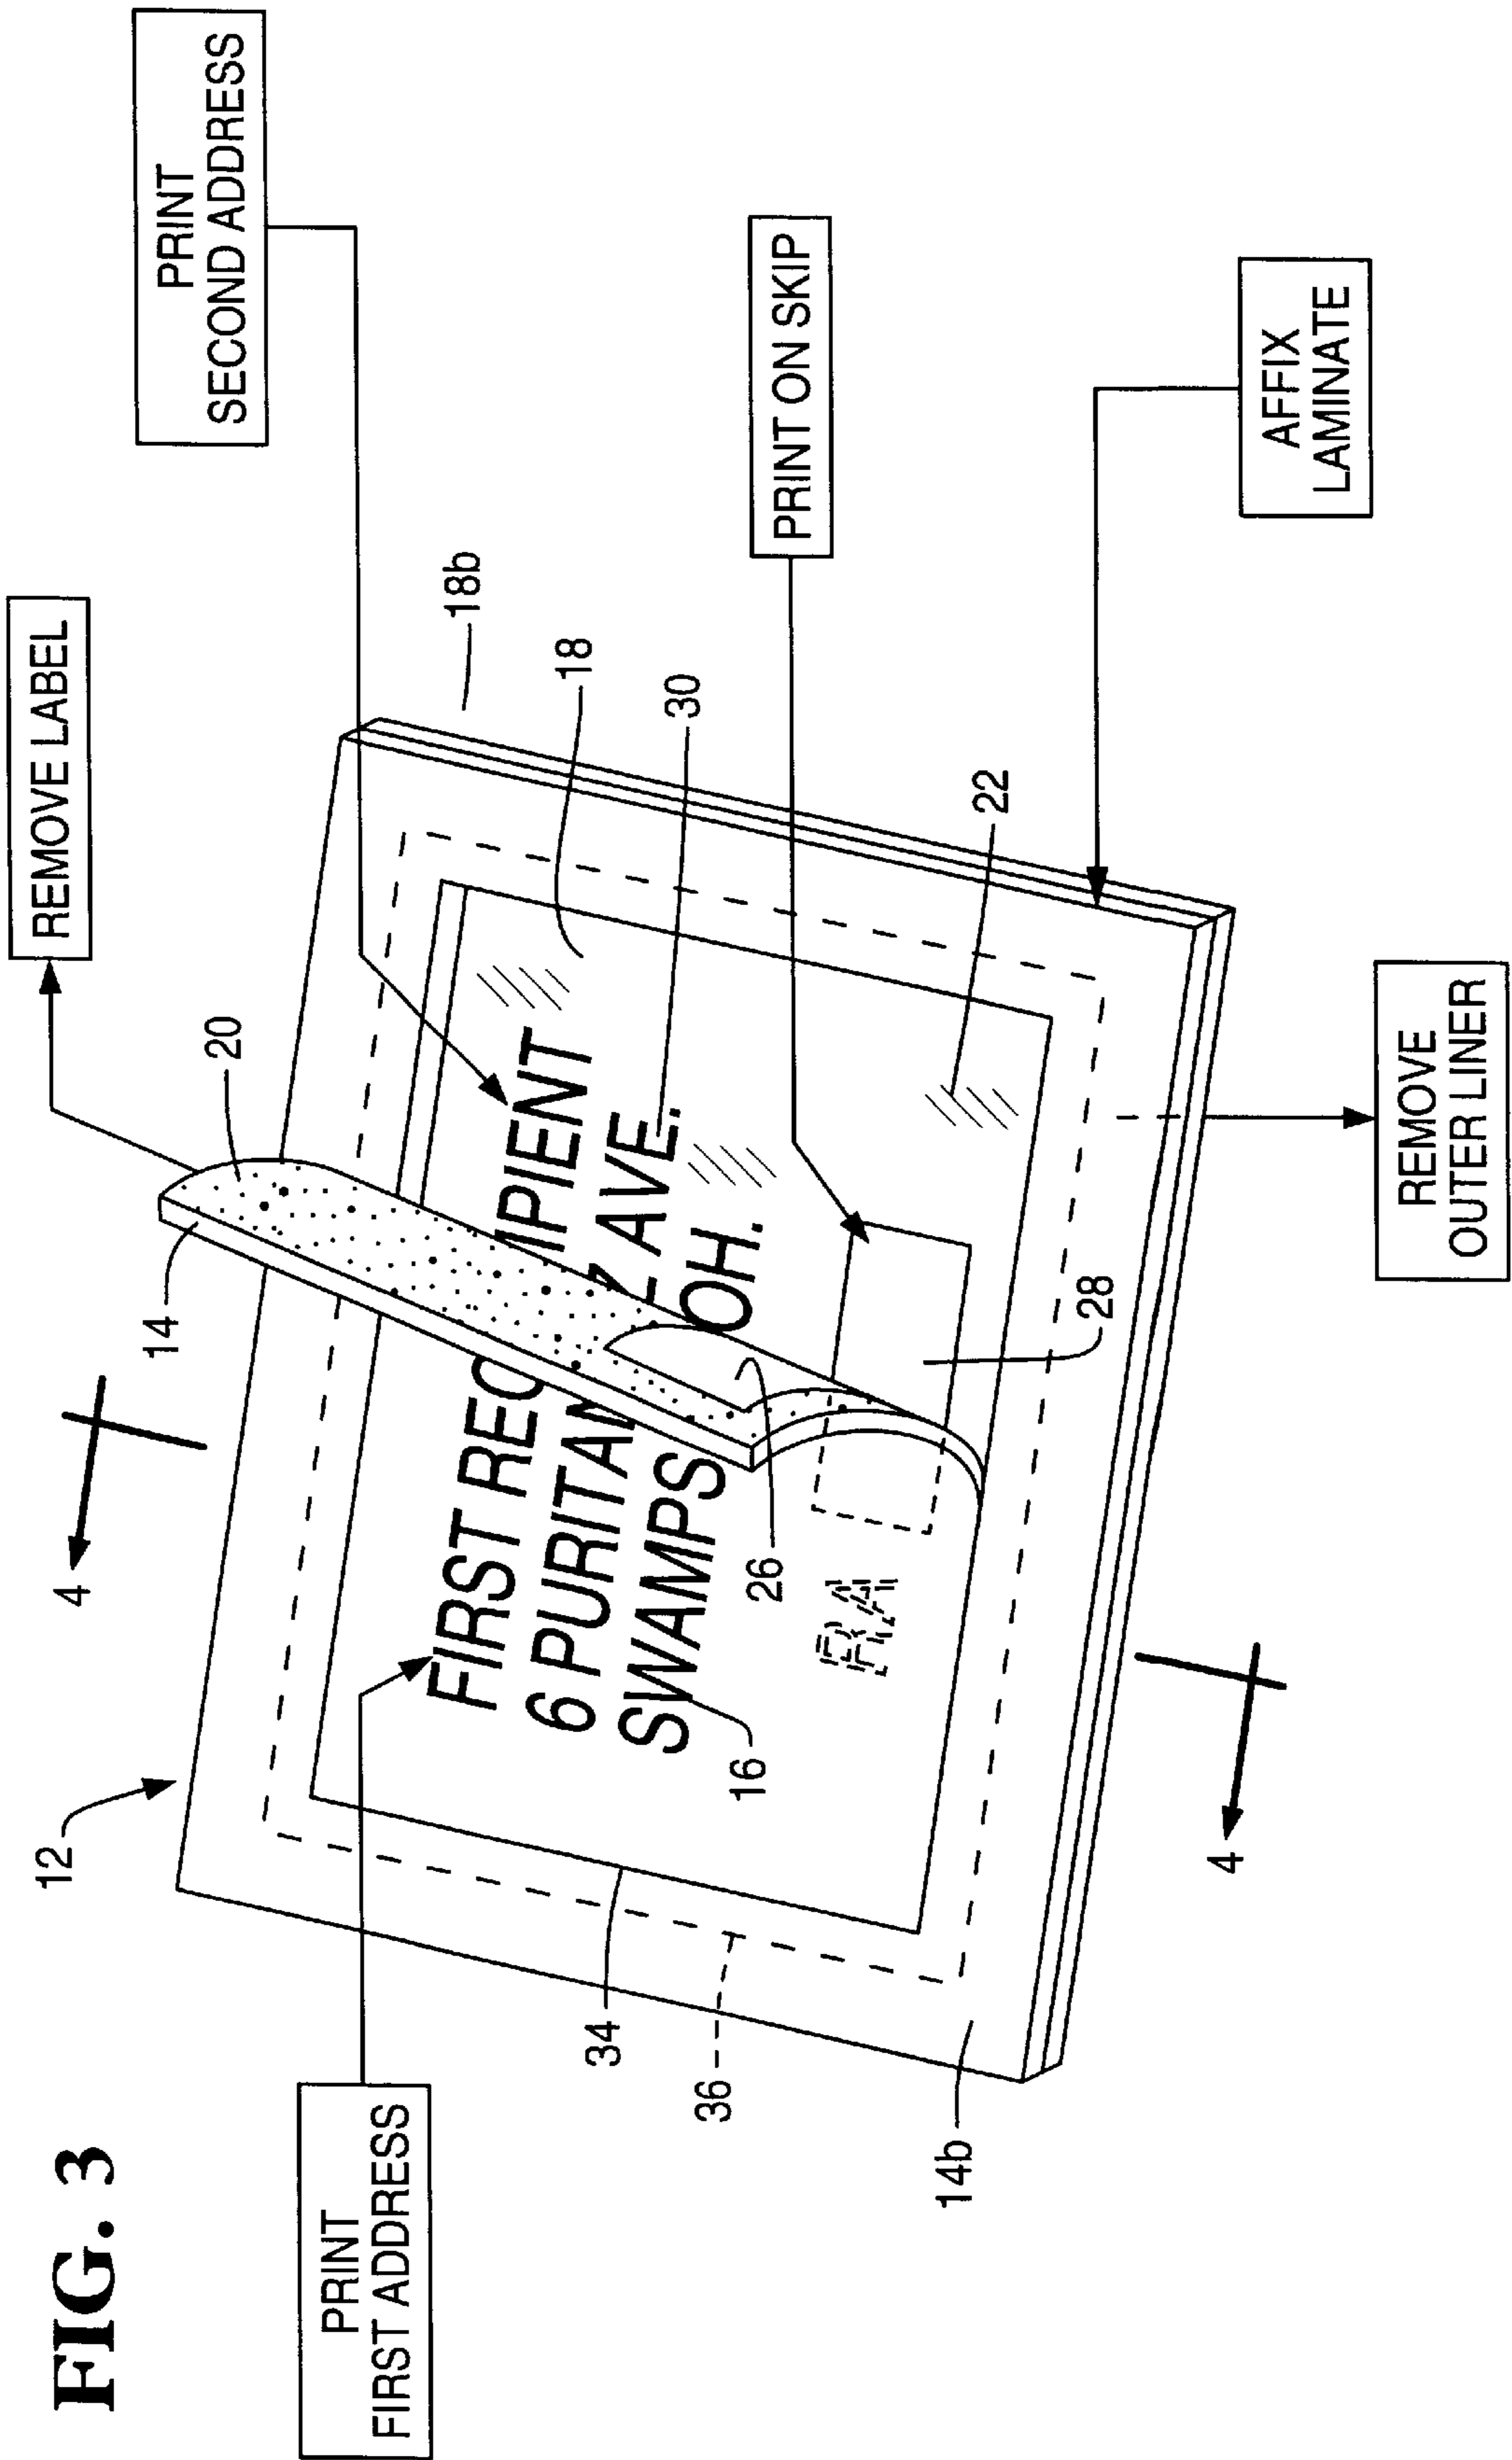 FIG. 3
12
4
REMOVE LABEL
14
20
PRINT
SECOND ADDRESS
PRINT
FIRST ADDRESS
18b
18
FIRST REC IPIENT
6 PURITAN Z AVE.
SWAMPS OH.
34
30
36
16
26
PRINT ON SKIP
14b
22
28
4
AFFIX
LAMINATE
REMOVE
OUTER LINER